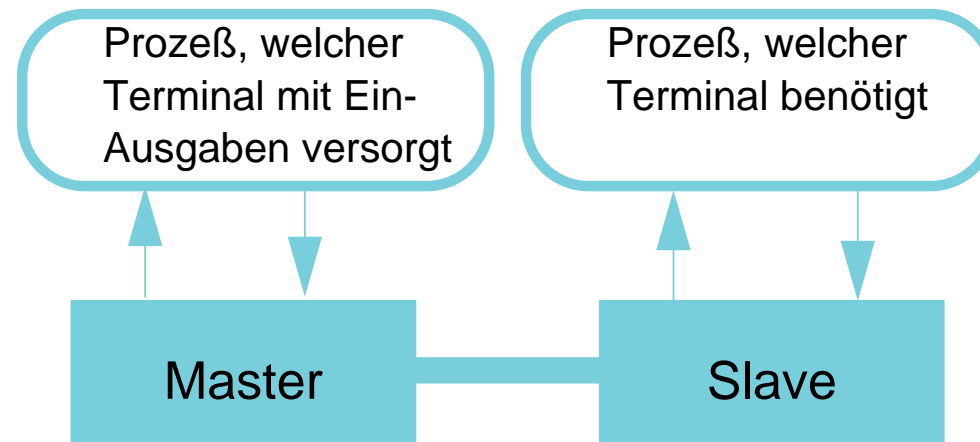 Prozeß, welcher
Terminal mit Ein-
Ausgaben versorgt
Prozeß, welcher
Terminal benötigt
Master
Slave